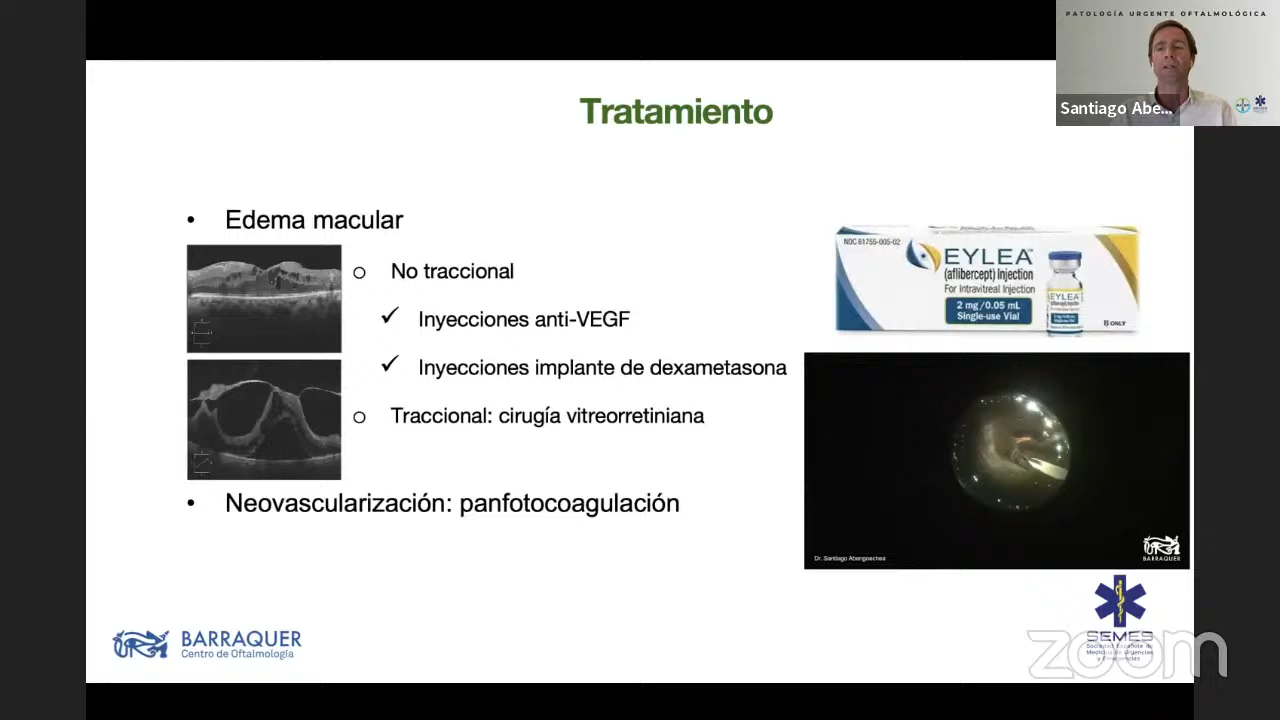 PATOLOGÍA URGENTE OFTALMOLÓGICA
Santiago Abe...
Tratamiento
• Edema macular
o No traccional
✓ Inyecciones anti-VEGF
✓ Inyecciones implante de dexametasona
o Traccional: cirugía vitreorretiniana
• Neovascularización: panfotocoagulación
NDC 61755-005-02
EYLEA™
(aflibercept) Injection
For Intravitreal Injection
2 mg/0.05 mL
Single-use Vial
EYLEA
℞ ONLY
Dr. Santiago Abengoechea
BARRAQUER
BARRAQUER
Centro de Oftalmología
SEMES
Sociedad Española de
Medicina de Urgencias
y Emergencias
zoom